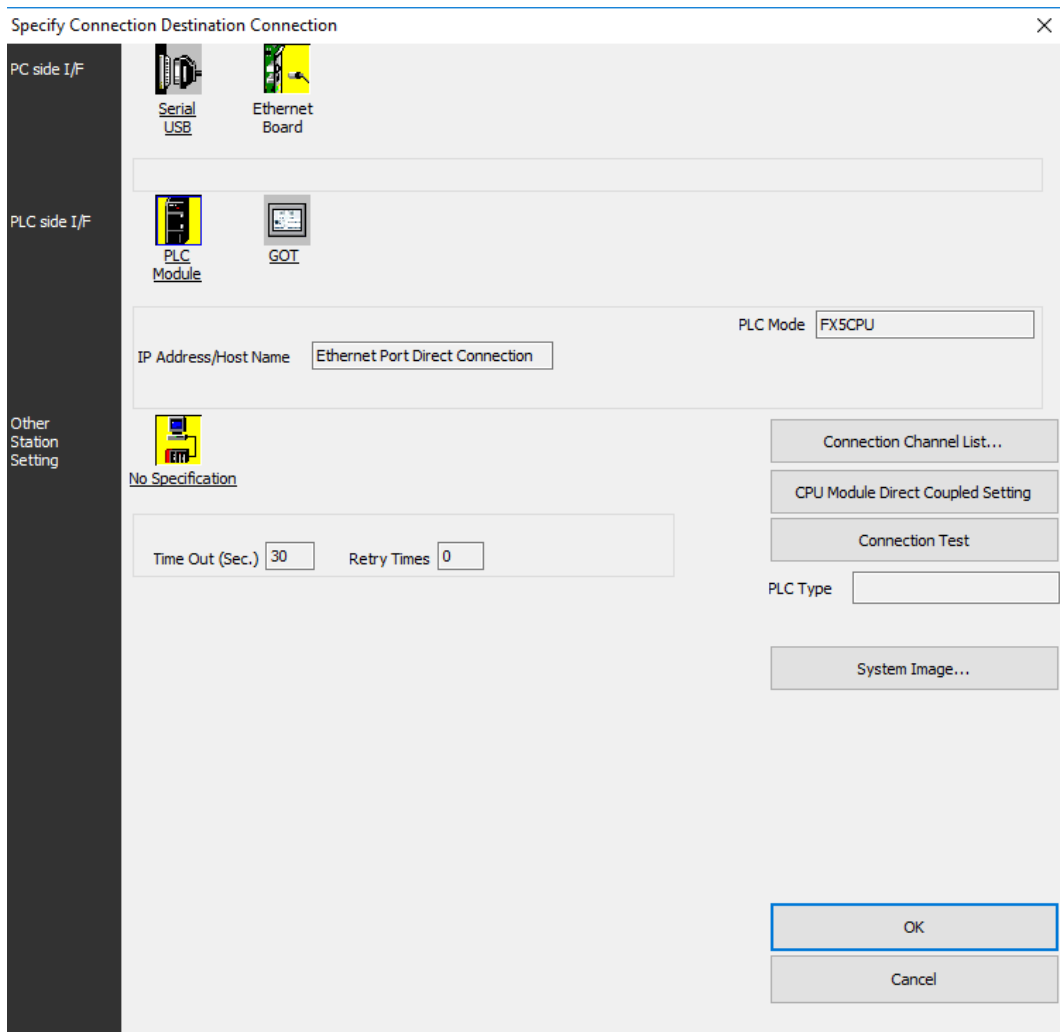 Specify Connection Destination Connection
PC side I/F
Serial
USB
Ethernet
Board
PLC side I/F
PLC
Module
GOT
PLC Mode FX5CPU
IP Address/Host Name Ethernet Port Direct Connection
Other
Station
Setting
No Specification
Time Out (Sec.) 30 Retry Times 0
Connection Channel List...
CPU Module Direct Coupled Setting
Connection Test
PLC Type
System Image...
OK
Cancel